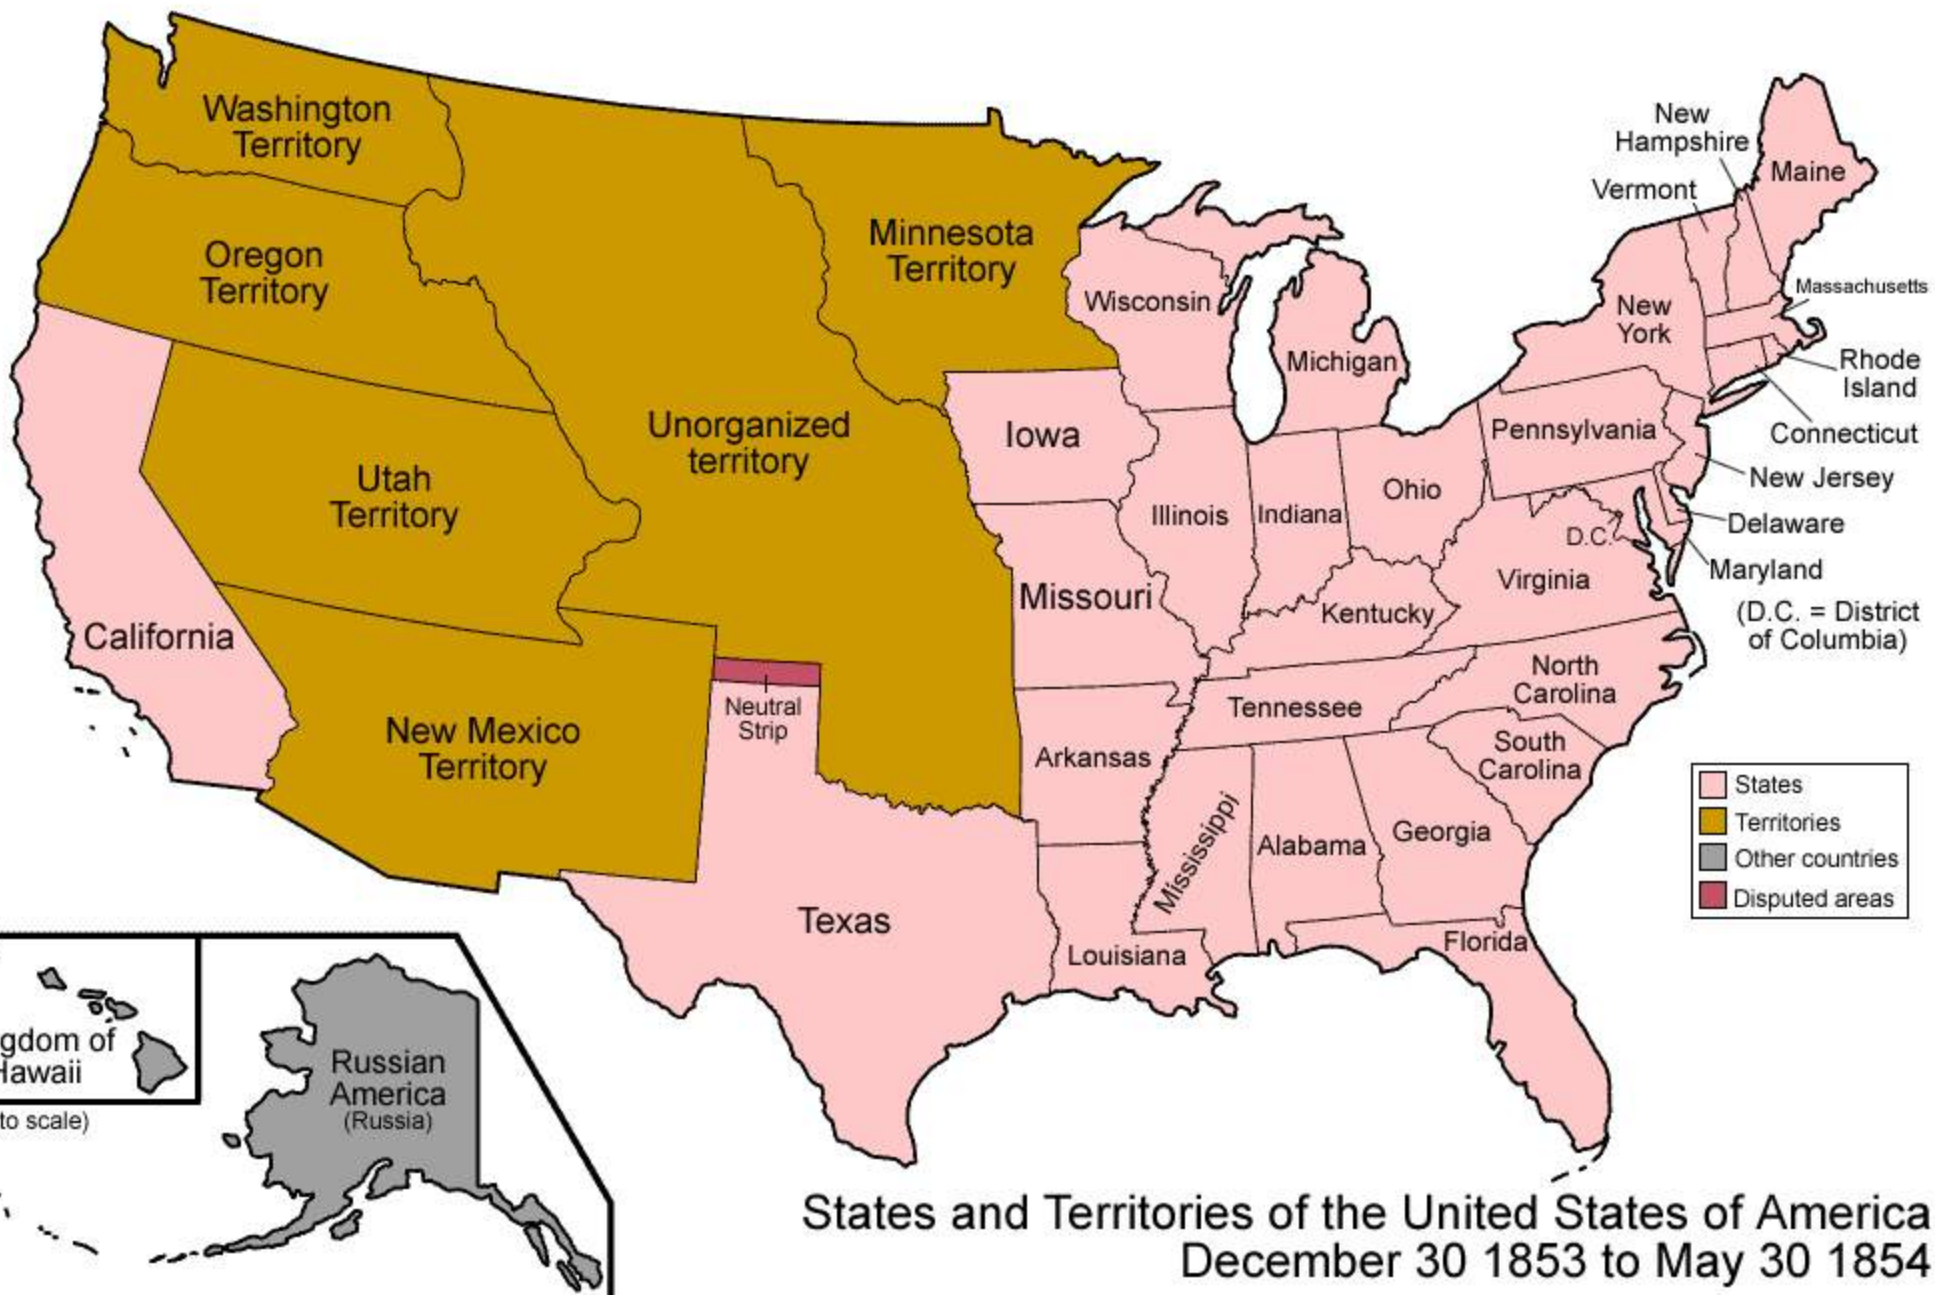 Washington
Territory
Oregon
Territory
Utah
Territory
California
New Mexico
Territory
Unorganized
territory
Minnesota
Territory
Neutral
Strip
Texas
Iowa
Missouri
Arkansas
Louisiana
Wisconsin
Michigan
Illinois
Indiana
Ohio
Kentucky
Tennessee
Mississippi
Alabama
Georgia
Florida
South
Carolina
North
Carolina
Virginia
D.C.
Pennsylvania
New
York
Vermont
New
Hampshire
Maine
Massachusetts
Rhode
Island
Connecticut
New Jersey
Delaware
Maryland
(D.C. = District
of Columbia)
States
Territories
Other countries
Disputed areas
gdom of
Hawaii
to scale)
Russian
America
(Russia)
States and Territories of the United States of America
December 30 1853 to May 30 1854